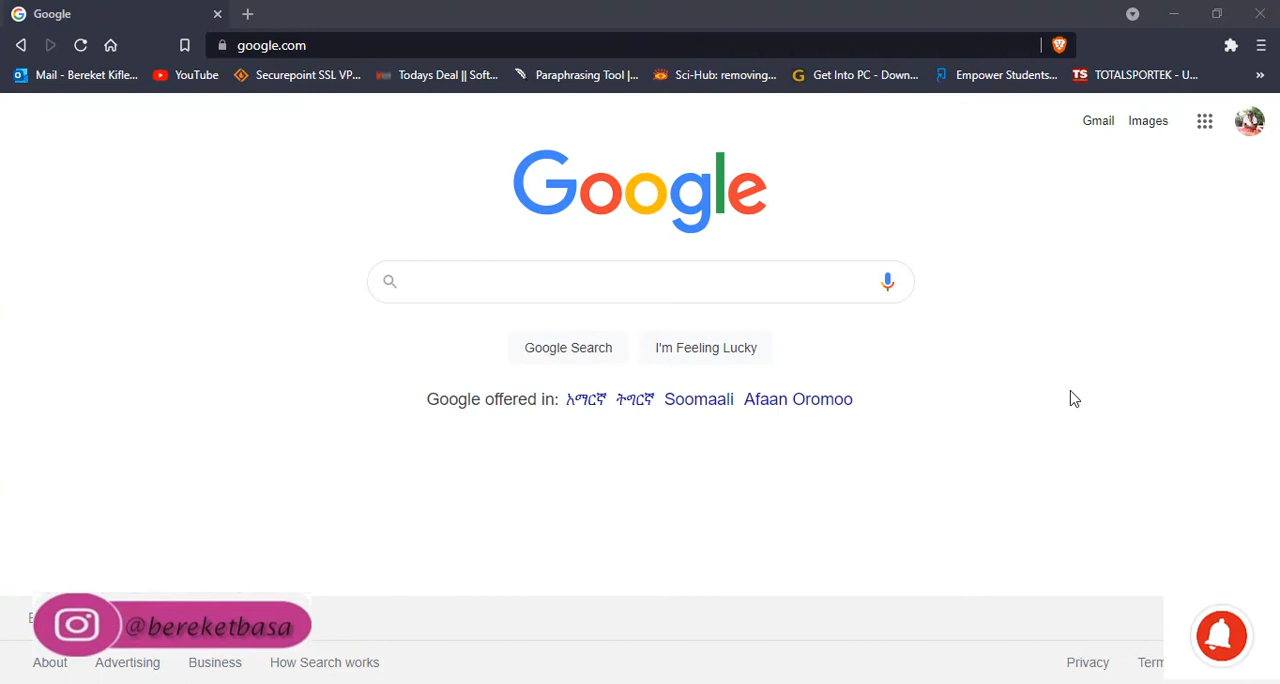 Google
google.com
Mail - Bereket Kifle... YouTube Securepoint SSL VP... Todays Deal || Soft... Paraphrasing Tool |... Sci-Hub: removing... Get Into PC - Down... Empower Students... TS TOTALSPORTEK - U... »
Gmail Images
Google
Google Search I'm Feeling Lucky
Google offered in: አማርኛ ትግርኛ Soomaali Afaan Oromoo
@bereketbasa
About Advertising Business How Search works Privacy